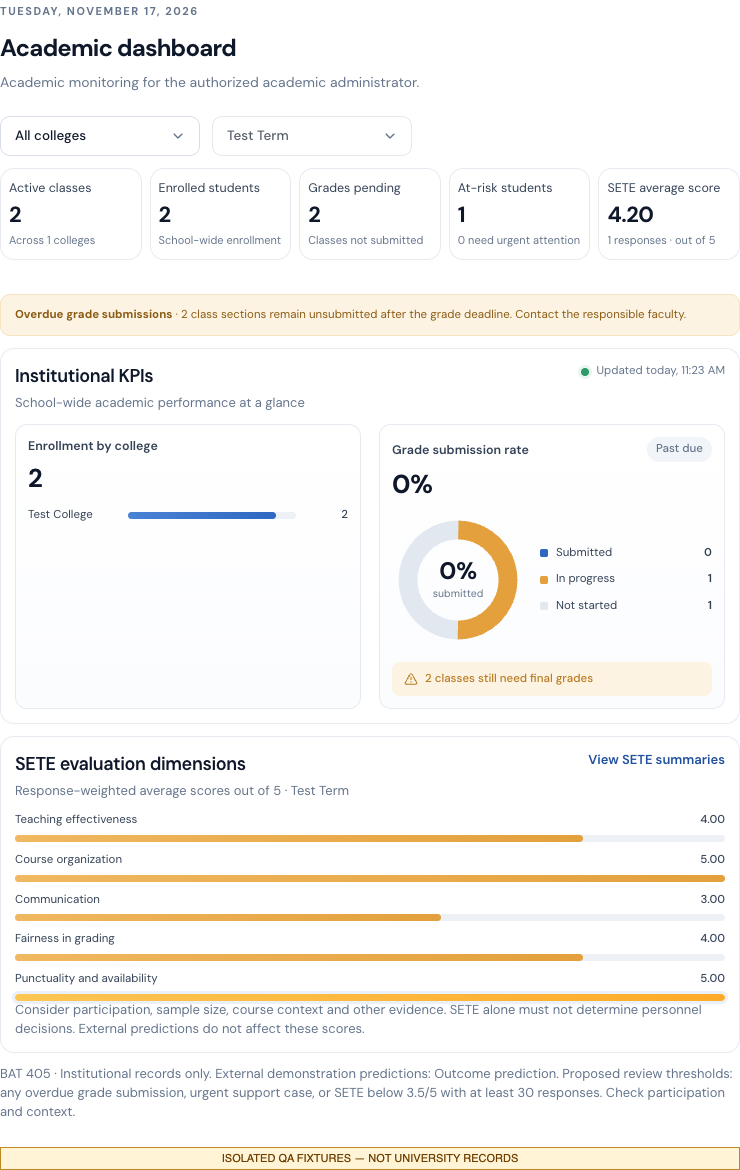 TUESDAY, NOVEMBER 17, 2026
Academic dashboard
Academic monitoring for the authorized academic administrator.
All colleges
Test Term
Active classes
2
Across 1 colleges
Enrolled students
2
School-wide enrollment
Grades pending
2
Classes not submitted
At-risk students
1
0 need urgent attention
SETE average score
4.20
1 responses · out of 5
Overdue grade submissions · 2 class sections remain unsubmitted after the grade deadline. Contact the responsible faculty.
Institutional KPIs
Updated today, 11:23 AM
School-wide academic performance at a glance
Enrollment by college
2
Test College 2
Grade submission rate
Past due
0%
0%
submitted
Submitted 0
In progress 1
Not started 1
2 classes still need final grades
SETE evaluation dimensions
View SETE summaries
Response-weighted average scores out of 5 · Test Term
Teaching effectiveness 4.00
Course organization 5.00
Communication 3.00
Fairness in grading 4.00
Punctuality and availability 5.00
Consider participation, sample size, course context and other evidence. SETE alone must not determine personnel
decisions. External predictions do not affect these scores.
BAT 405 · Institutional records only. External demonstration predictions: Outcome prediction. Proposed review thresholds:
any overdue grade submission, urgent support case, or SETE below 3.5/5 with at least 30 responses. Check participation
and context.
ISOLATED QA FIXTURES — NOT UNIVERSITY RECORDS